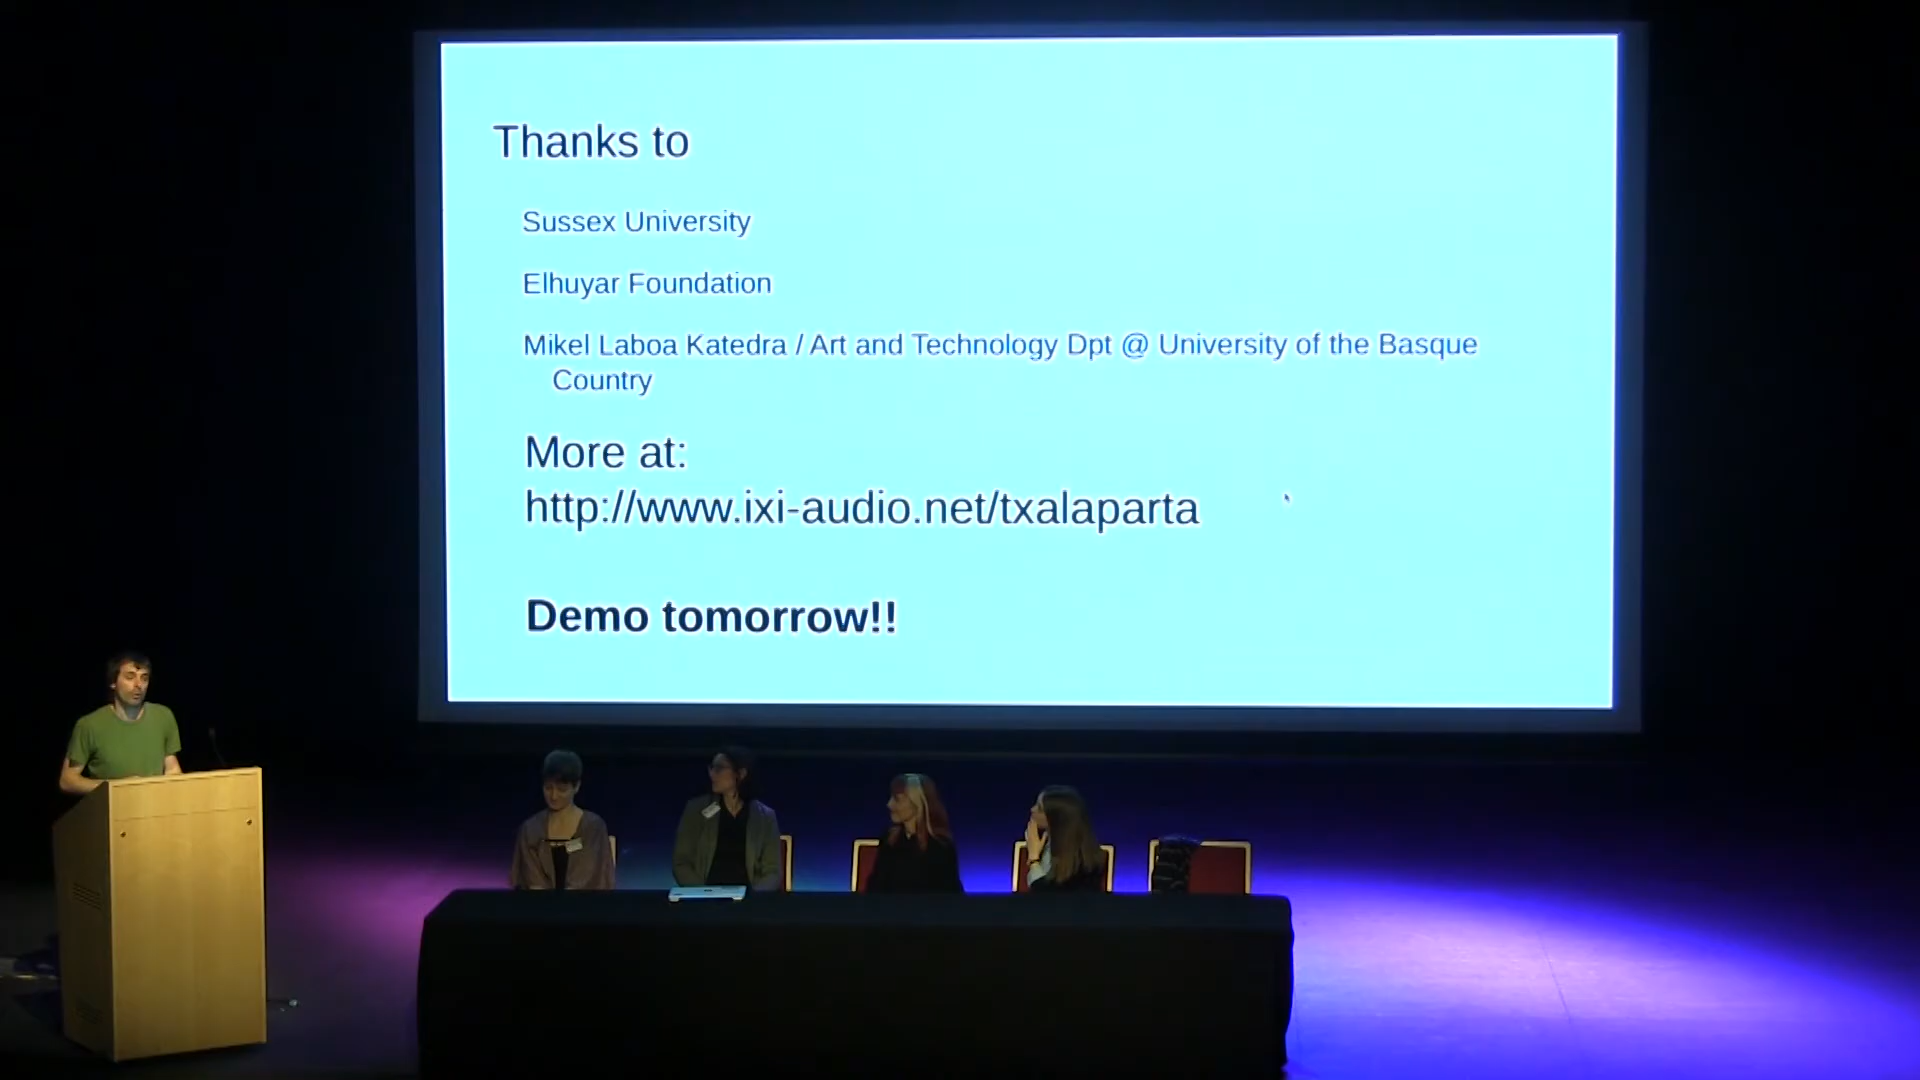 Thanks to
Sussex University
Elhuyar Foundation
Mikel Laboa Katedra / Art and Technology Dpt @ University of the Basque
Country
More at:
http://www.ixi-audio.net/txalaparta
Demo tomorrow!!